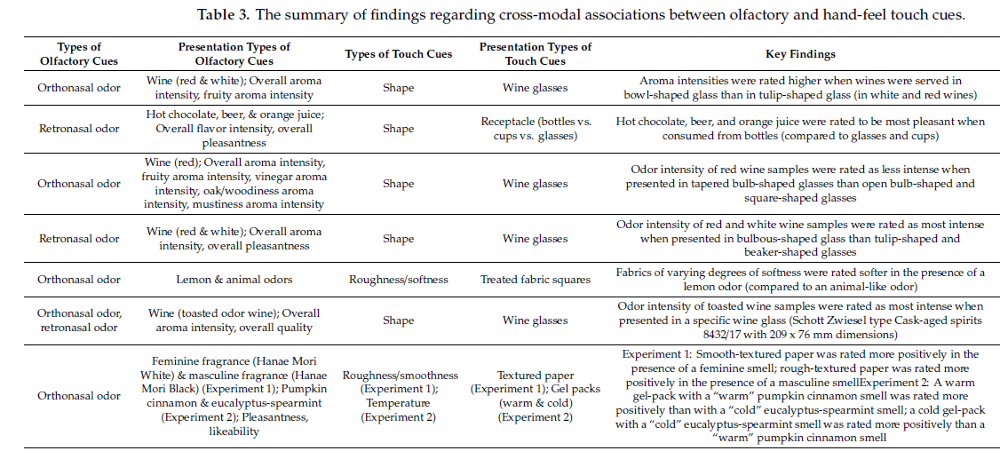 Table 3. The summary of findings regarding cross-modal associations between olfactory and hand-feel touch cues.
Types of
Olfactory Cues
Presentation Types of
Olfactory Cues
Types of Touch Cues
Presentation Types of
Touch Cues
Key Findings
Orthonasal odor
Wine (red & white); Overall aroma
intensity, fruity aroma intensity
Shape
Wine glasses
Aroma intensities were rated higher when wines were served in
bowl-shaped glass than in tulip-shaped glass (in white and red wines)
Retronasal odor
Hot chocolate, beer, & orange juice;
Overall flavor intensity, overall
pleasantness
Shape
Receptacle (bottles vs.
cups vs. glasses)
Hot chocolate, beer, and orange juice were rated to be most pleasant when
consumed from bottles (compared to glasses and cups)
Orthonasal odor
Wine (red); Overall aroma intensity,
fruity aroma intensity, vinegar aroma
intensity, oak/woodiness aroma
intensity, mustiness aroma intensity
Shape
Wine glasses
Odor intensity of red wine samples were rated as less intense when
presented in tapered bulb-shaped glasses than open bulb-shaped and
square-shaped glasses
Retronasal odor
Wine (red & white); Overall aroma
intensity, overall pleasantness
Shape
Wine glasses
Odor intensity of red and white wine samples were rated as most intense
when presented in bulbous-shaped glass than tulip-shaped and
beaker-shaped glasses
Orthonasal odor
Lemon & animal odors
Roughness/softness
Treated fabric squares
Fabrics of varying degrees of softness were rated softer in the presence of a
lemon odor (compared to an animal-like odor)
Orthonasal odor,
retronasal odor
Wine (toasted odor wine); Overall
aroma intensity, overall quality
Shape
Wine glasses
Odor intensity of toasted wine samples were rated as most intense when
presented in a specific wine glass (Schott Zwiesel type Cask-aged spirits
8432/17 with 209 x 76 mm dimensions)
Orthonasal odor
Feminine fragrance (Hanae Mori
White) & masculine fragrance (Hanae
Mori Black) (Experiment 1); Pumpkin
cinnamon & eucalyptus-spearmint
(Experiment 2); Pleasantness,
likeability
Roughness/smoothness
(Experiment 1);
Temperature
(Experiment 2)
Textured paper
(Experiment 1); Gel packs
(warm & cold)
(Experiment 2)
Experiment 1: Smooth-textured paper was rated more positively in the
presence of a feminine smell; rough-textured paper was rated more
positively in the presence of a masculine smellExperiment 2: A warm
gel-pack with a “warm” pumpkin cinnamon smell was rated more
positively than with a “cold” eucalyptus-spearmint smell; a cold gel-pack
with a “cold” eucalyptus-spearmint smell was rated more positively than a
“warm” pumpkin cinnamon smell